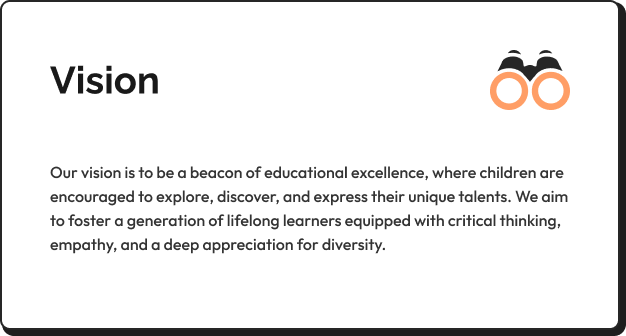 Vision
Our vision is to be a beacon of educational excellence, where children are
encouraged to explore, discover, and express their unique talents. We aim
to foster a generation of lifelong learners equipped with critical thinking,
empathy, and a deep appreciation for diversity.